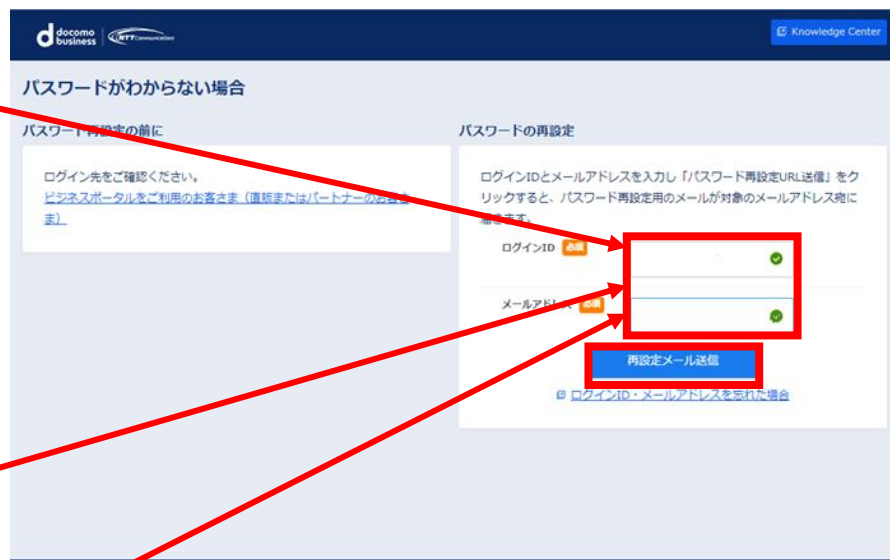 docomo business NTT Communications
Knowledge Center
パスワードがわからない場合
パスワード再設定の前に
ログイン先をご確認ください。
ビジネスポータルをご利用のお客さま（直販またはパートナーのお客さ
ま）
パスワードの再設定
ログインIDとメールアドレスを入力し「パスワード再設定URL送信」をク
リックすると、パスワード再設定用のメールが対象のメールアドレス宛に
届きます。
ログインID 必須
メールアドレス 必須
再設定メール送信
ログインID・メールアドレスを忘れた場合